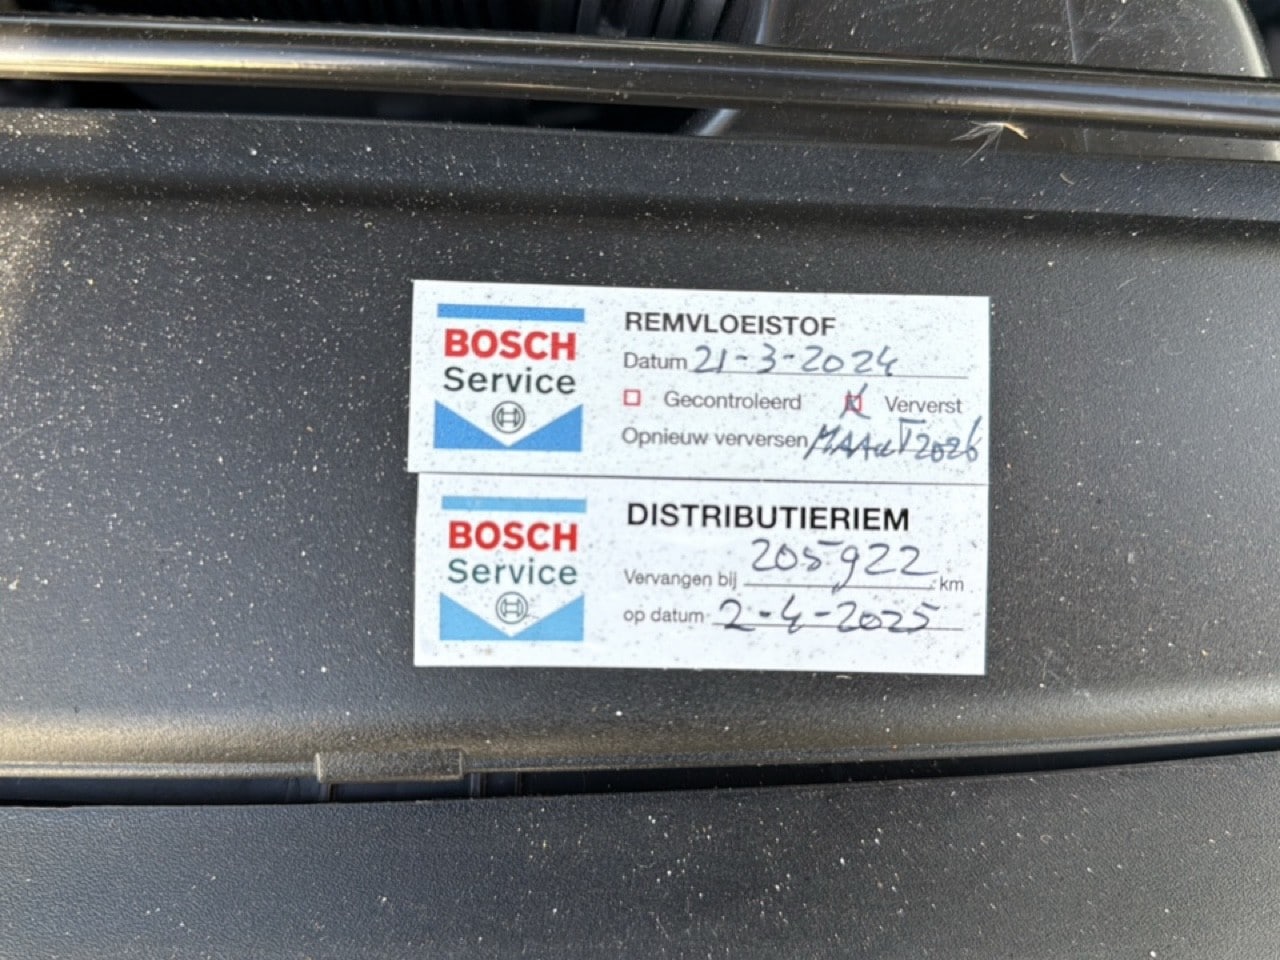 BOSCH
Service
REMVLOEISTOF
Datum 21-3-2024
Gecontroleerd Ververst
Opnieuw verversen MAART 2026
BOSCH
Service
DISTRIBUTIERIEM
Vervangen bij 205922 km
op datum 2-4-2025